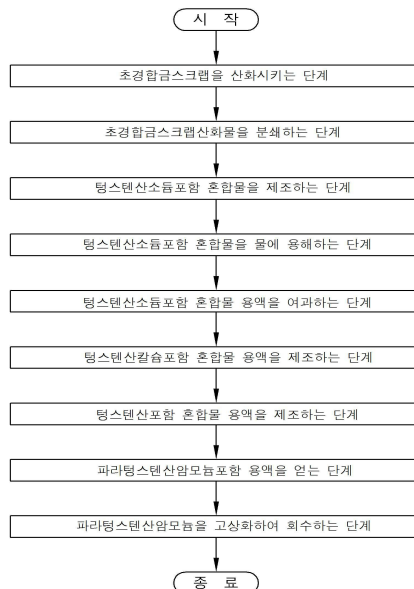 시 작
초경합금스크랩을 산화시키는 단계
초경합금스크랩산화물을 분쇄하는 단계
텅스텐산소듐포함 혼합물을 제조하는 단계
텅스텐산소듐포함 혼합물을 물에 용해하는 단계
텅스텐산소듐포함 혼합물 용액을 여과하는 단계
텅스텐산칼슘포함 혼합물 용액을 제조하는 단계
텅스텐산포함 혼합물 용액을 제조하는 단계
파라텅스텐산암모늄포함 용액을 얻는 단계
파라텅스텐산암모늄을 고상화하여 회수하는 단계
종 료